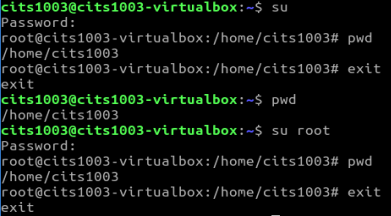 cits1003@cits1003-virtualbox:~$ su
Password:
root@cits1003-virtualbox:/home/cits1003# pwd
/home/cits1003
root@cits1003-virtualbox:/home/cits1003# exit
exit
cits1003@cits1003-virtualbox:~$ pwd
/home/cits1003
cits1003@cits1003-virtualbox:~$ su root
Password:
root@cits1003-virtualbox:/home/cits1003# pwd
/home/cits1003
root@cits1003-virtualbox:/home/cits1003# exit
exit